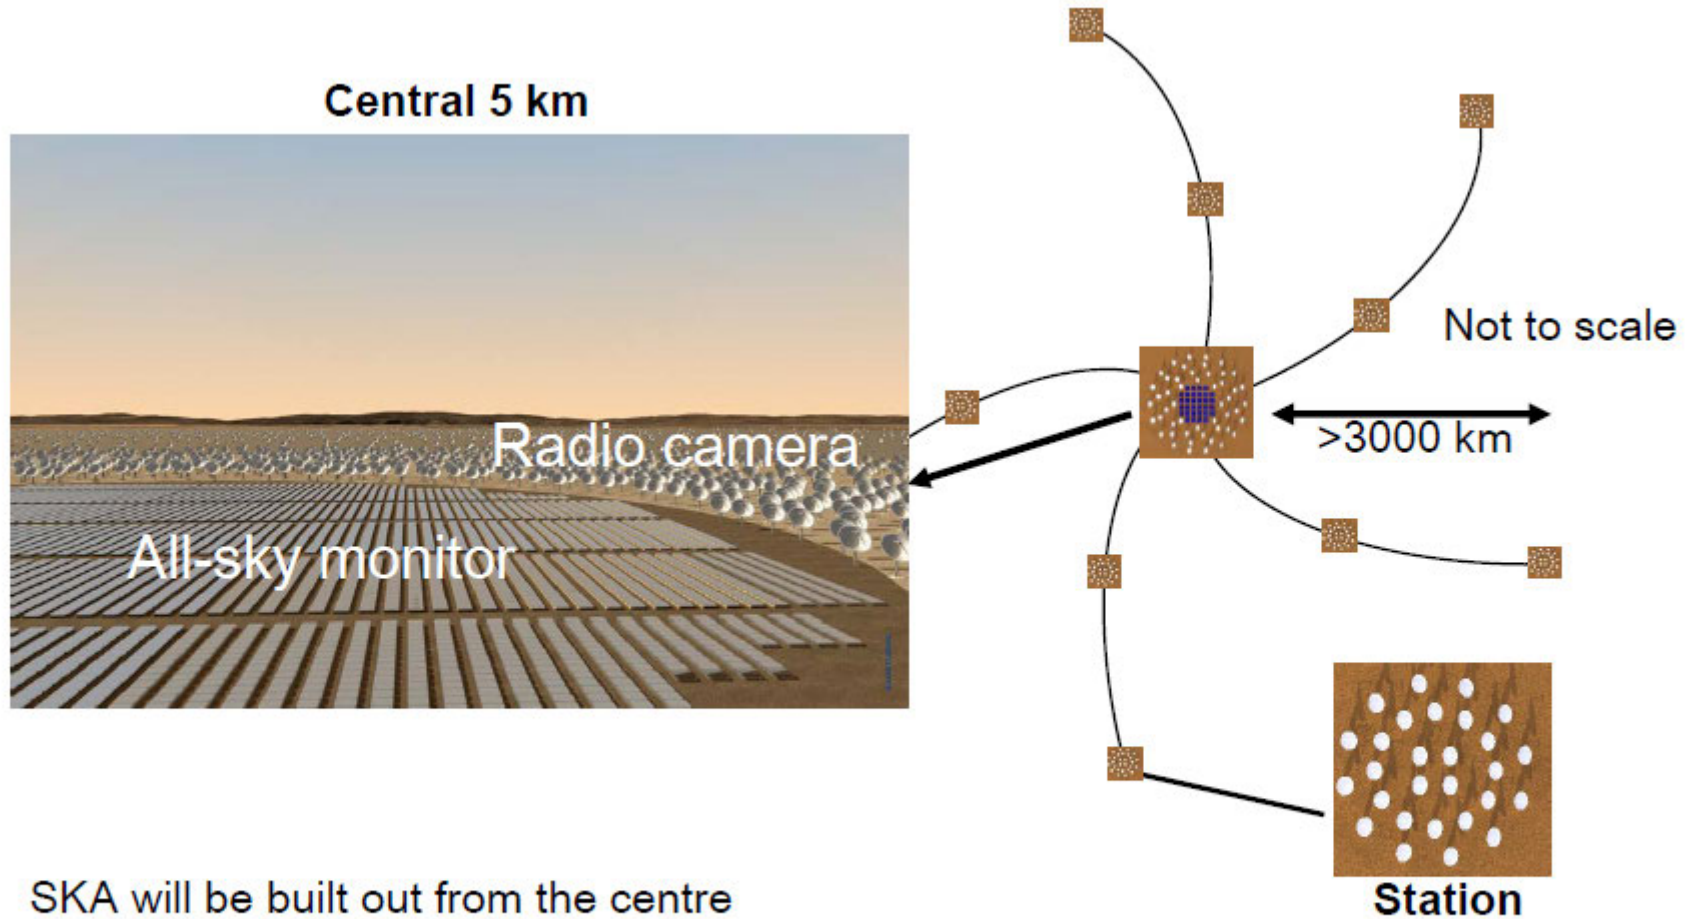 Central 5 km
Radio camera
All-sky monitor
Not to scale
>3000 km
Station
SKA will be built out from the centre